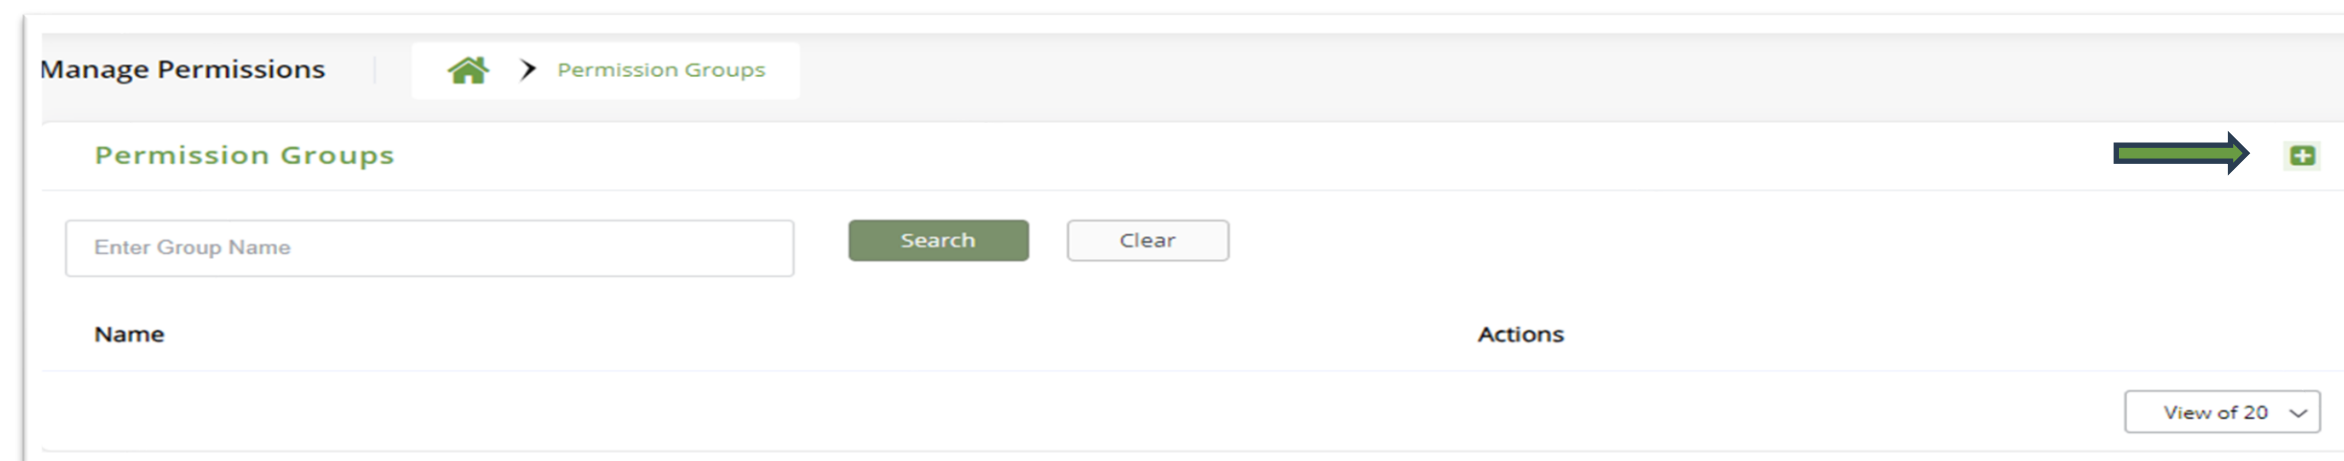 Manage Permissions
Permission Groups
Permission Groups
Enter Group Name
Search
Clear
Name
Actions
View of 20